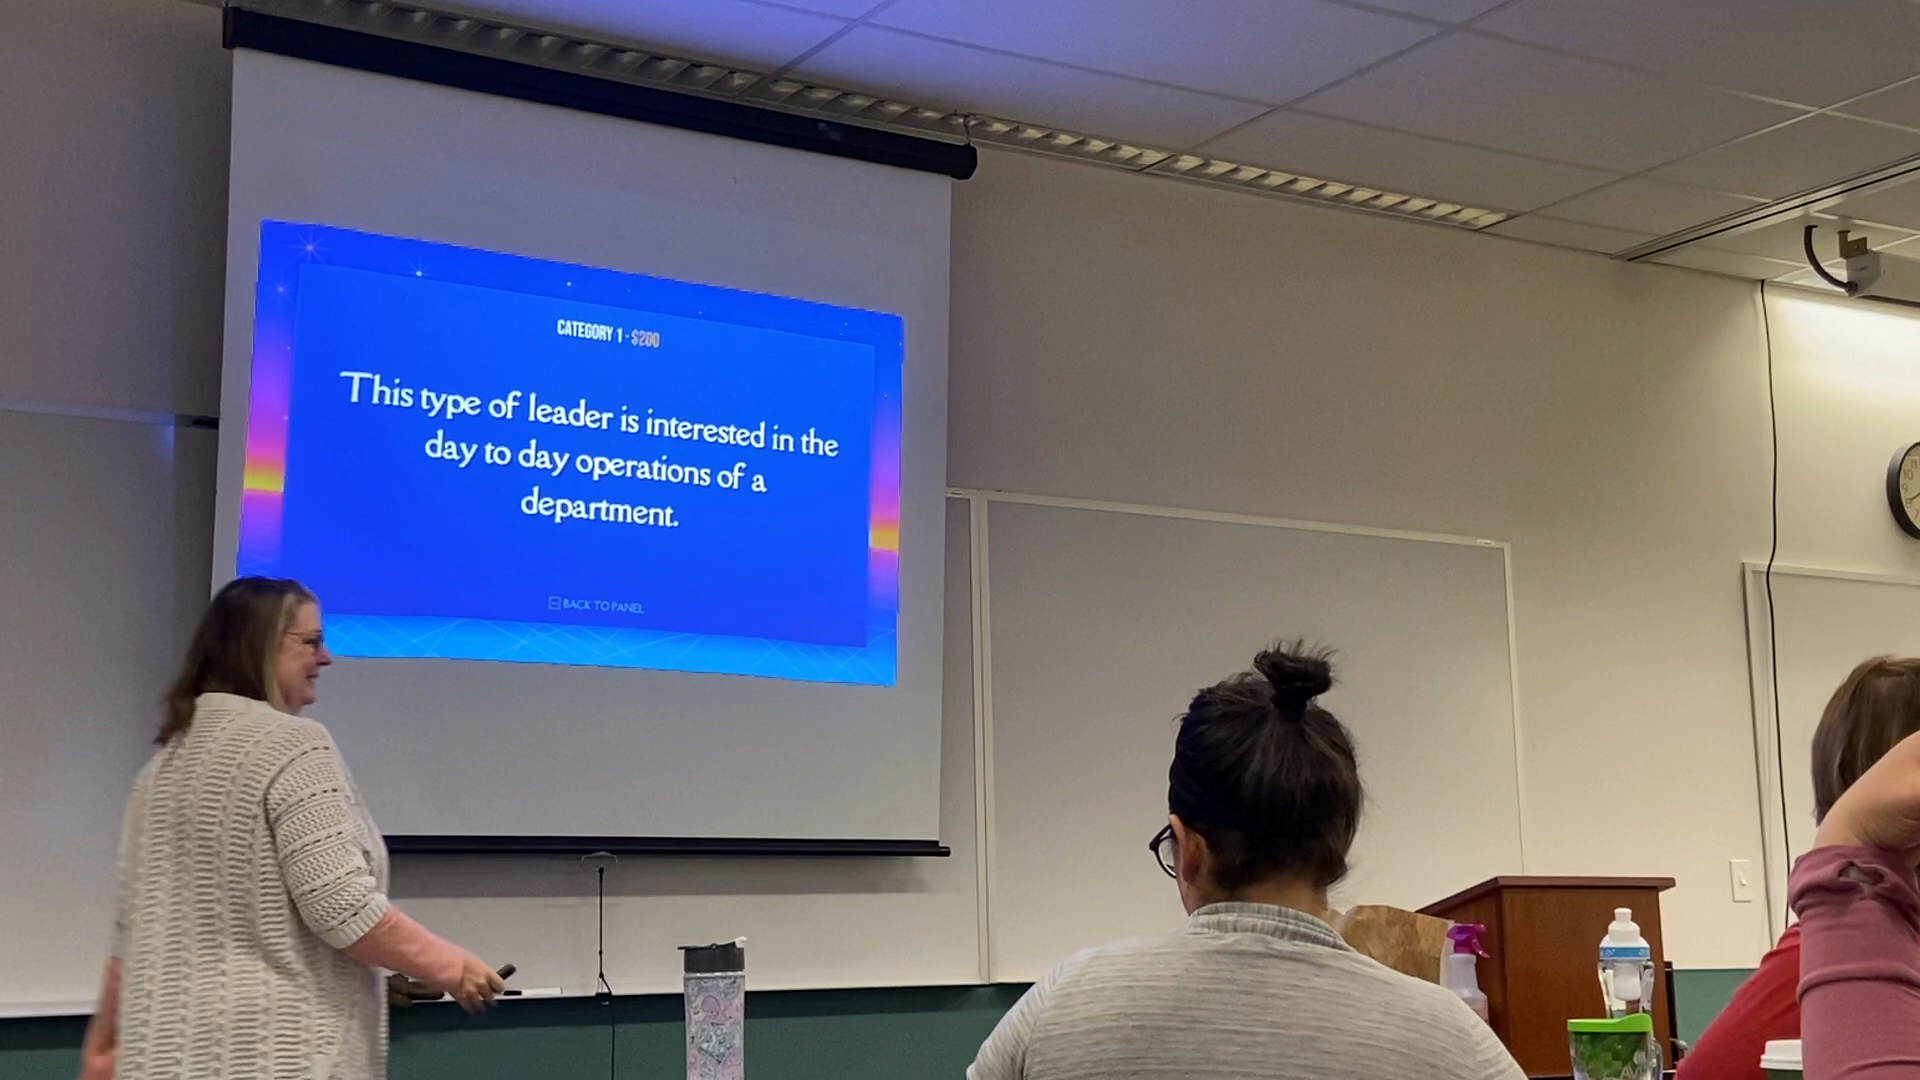 CATEGORY 1 - $200
This type of leader is interested in the
day to day operations of a
department.
BACK TO PANEL